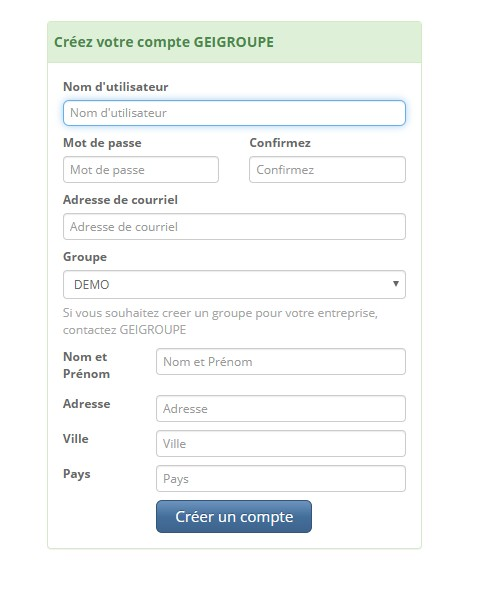 Créez votre compte GEIGROUPE
Nom d'utilisateur
Nom d'utilisateur
Mot de passe
Confirmez
Mot de passe
Confirmez
Adresse de courriel
Adresse de courriel
Groupe
DEMO
Si vous souhaitez creer un groupe pour votre entreprise,
contactez GEIGROUPE
Nom et
Prénom
Nom et Prénom
Adresse
Adresse
Ville
Ville
Pays
Pays
Créer un compte